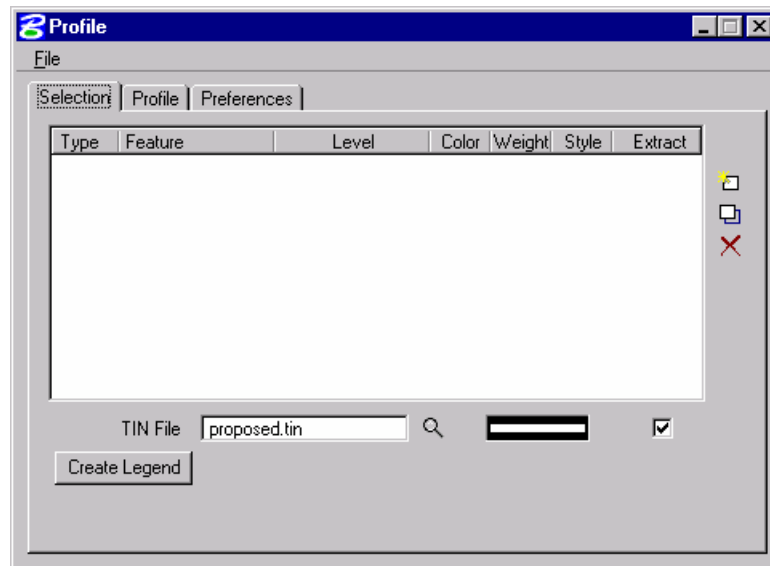 Profile
File
Selection Profile Preferences
Type Feature Level Color Weight Style Extract
TIN File proposed.tin
Create Legend